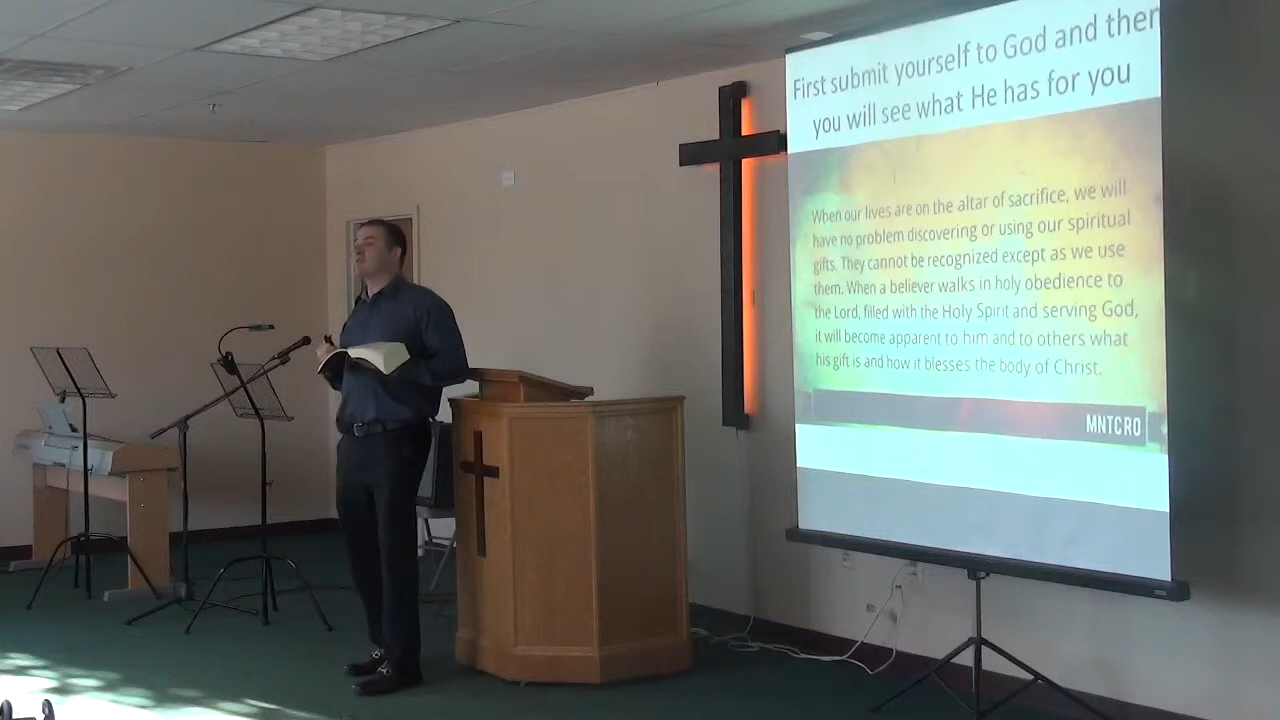 First submit yourself to God and then
you will see what He has for you
When our lives are on the altar of sacrifice, we will
have no problem discovering or using our spiritual
gifts. They cannot be recognized except as we use
them. When a believer walks in holy obedience to
the Lord, filled with the Holy Spirit and serving God,
it will become apparent to him and to others what
his gift is and how it blesses the body of Christ.
MNTCRO